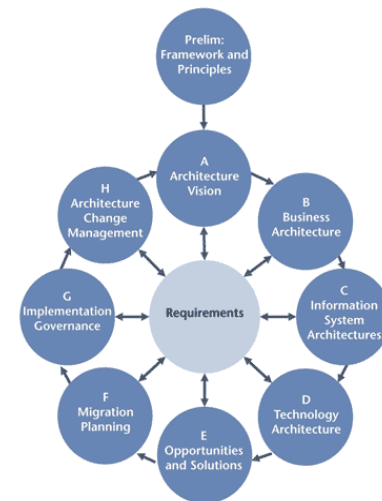 Prelim:
Framework and
Principles
A
Architecture
Vision
B
Business
Architecture
C
Information
System
Architectures
D
Technology
Architecture
E
Opportunities
and Solutions
F
Migration
Planning
G
Implementation
Governance
H
Architecture
Change
Management
Requirements